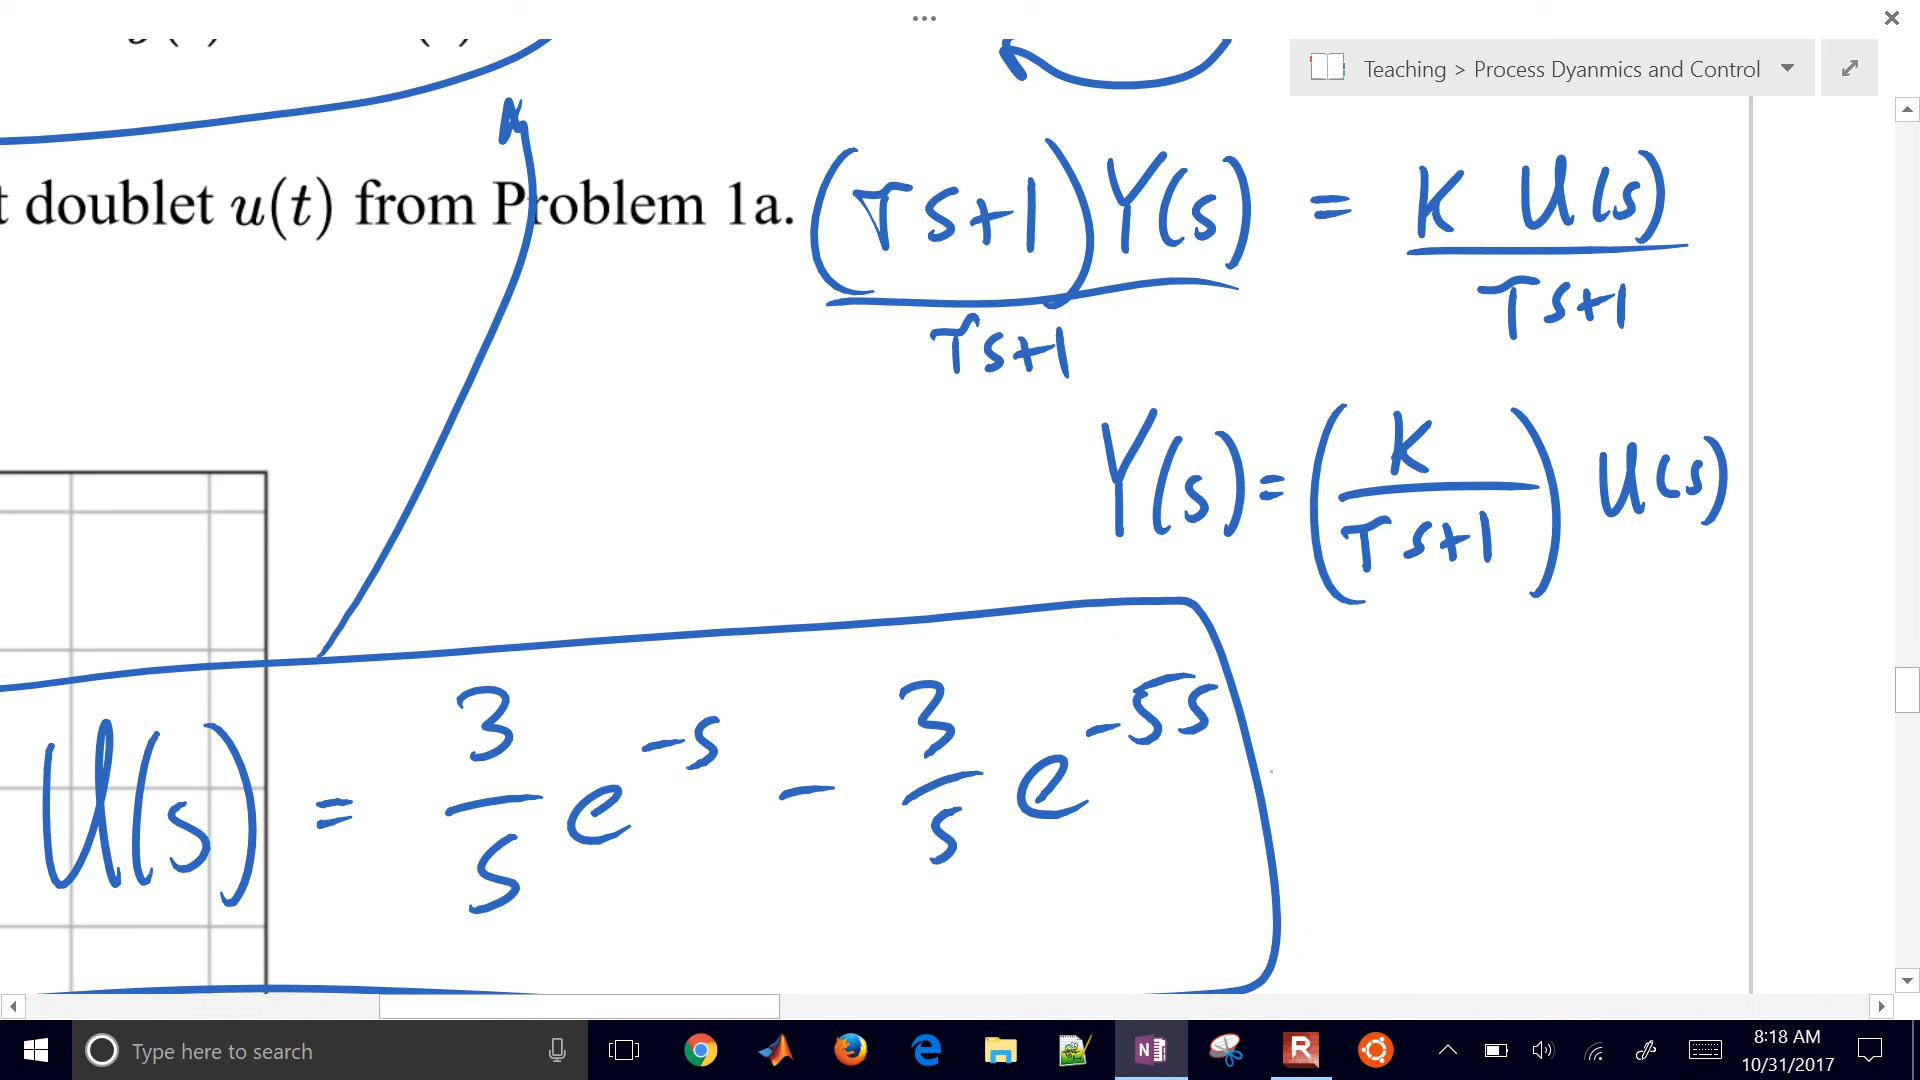 Teaching > Process Dyanmics and Control
t doublet u(t) from Problem 1a.
(τs+1)Y(s) / τs+1 = K U(s) / τs+1
Y(s) = (K / τs+1) U(s)
U(s) = 3/s e^-s - 3/s e^-5s
Type here to search
8:18 AM
10/31/2017